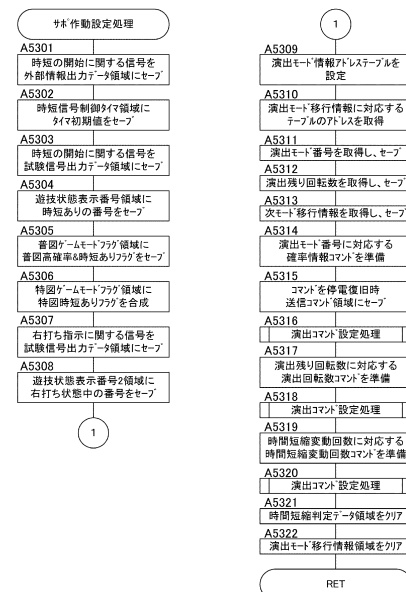 サポ作動設定処理
A5301
時短の開始に関する信号を
外部情報出力データ領域にセーブ
A5302
時短信号制御タイマ領域に
タイマ初期値をセーブ
A5303
時短の開始に関する信号を
試験信号出力データ領域にセーブ
A5304
遊技状態表示番号領域に
時短ありの番号をセーブ
A5305
普図ゲームモードフラグ領域に
普図高確率&時短ありフラグをセーブ
A5306
特図ゲームモードフラグ領域に
特図時短ありフラグを合成
A5307
右打ち指示に関する信号を
試験信号出力データ領域にセーブ
A5308
遊技状態表示番号2領域に
右打ち状態中の番号をセーブ
1
1
A5309
演出モード情報アドレステーブルを
設定
A5310
演出モード移行情報に対応する
テーブルのアドレスを取得
A5311
演出モード番号を取得し、セーブ
A5312
演出残り回転数を取得し、セーブ
A5313
次モード移行情報を取得し、セーブ
A5314
演出モード番号に対応する
確率情報コマンドを準備
A5315
コマンドを停電復旧時
送信コマンド領域にセーブ
A5316
演出コマンド設定処理
A5317
演出残り回転数に対応する
演出回転数コマンドを準備
A5318
演出コマンド設定処理
A5319
時間短縮変動回数に対応する
時間短縮変動回数コマンドを準備
A5320
演出コマンド設定処理
A5321
時間短縮判定データ領域をクリア
A5322
演出モード移行情報領域をクリア
RET